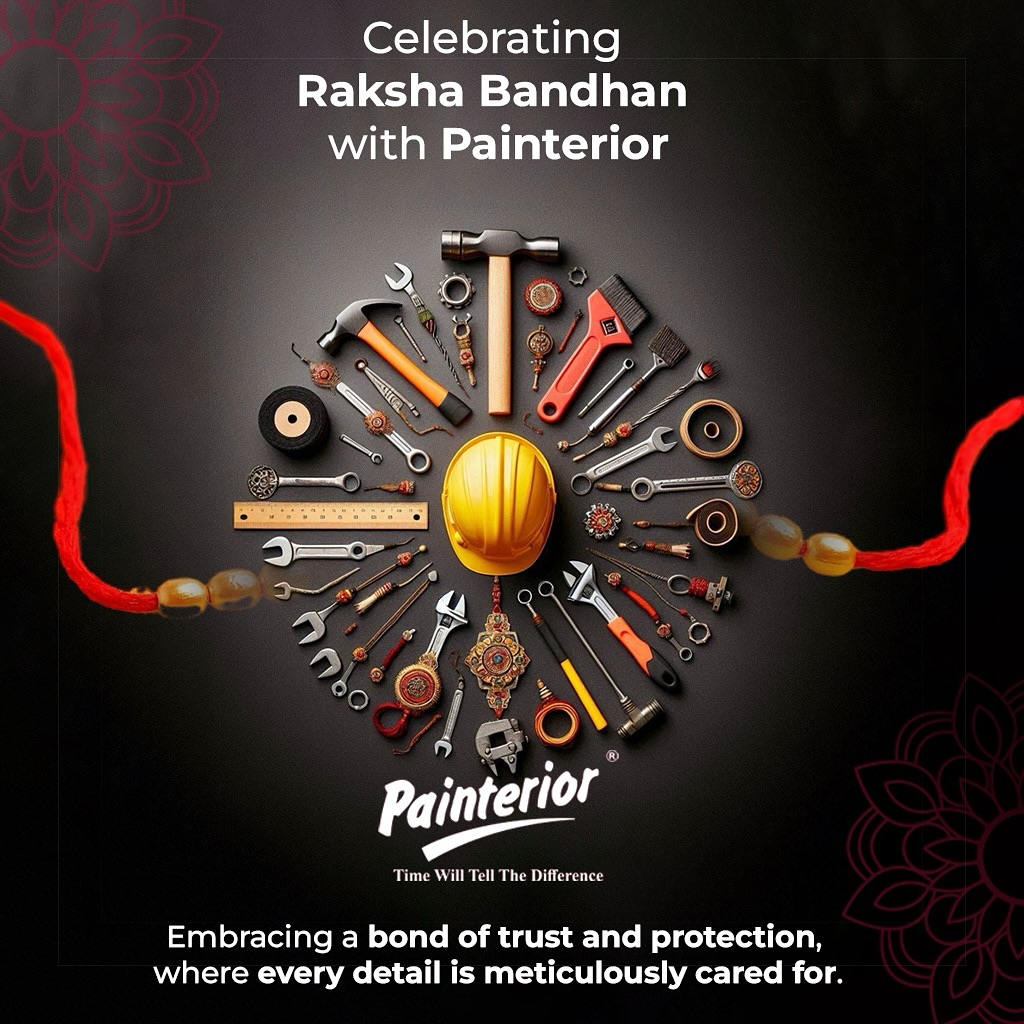 Celebrating
Raksha Bandhan
with Painterior
Painterior®
Time Will Tell The Difference
Embracing a bond of trust and protection,
where every detail is meticulously cared for.